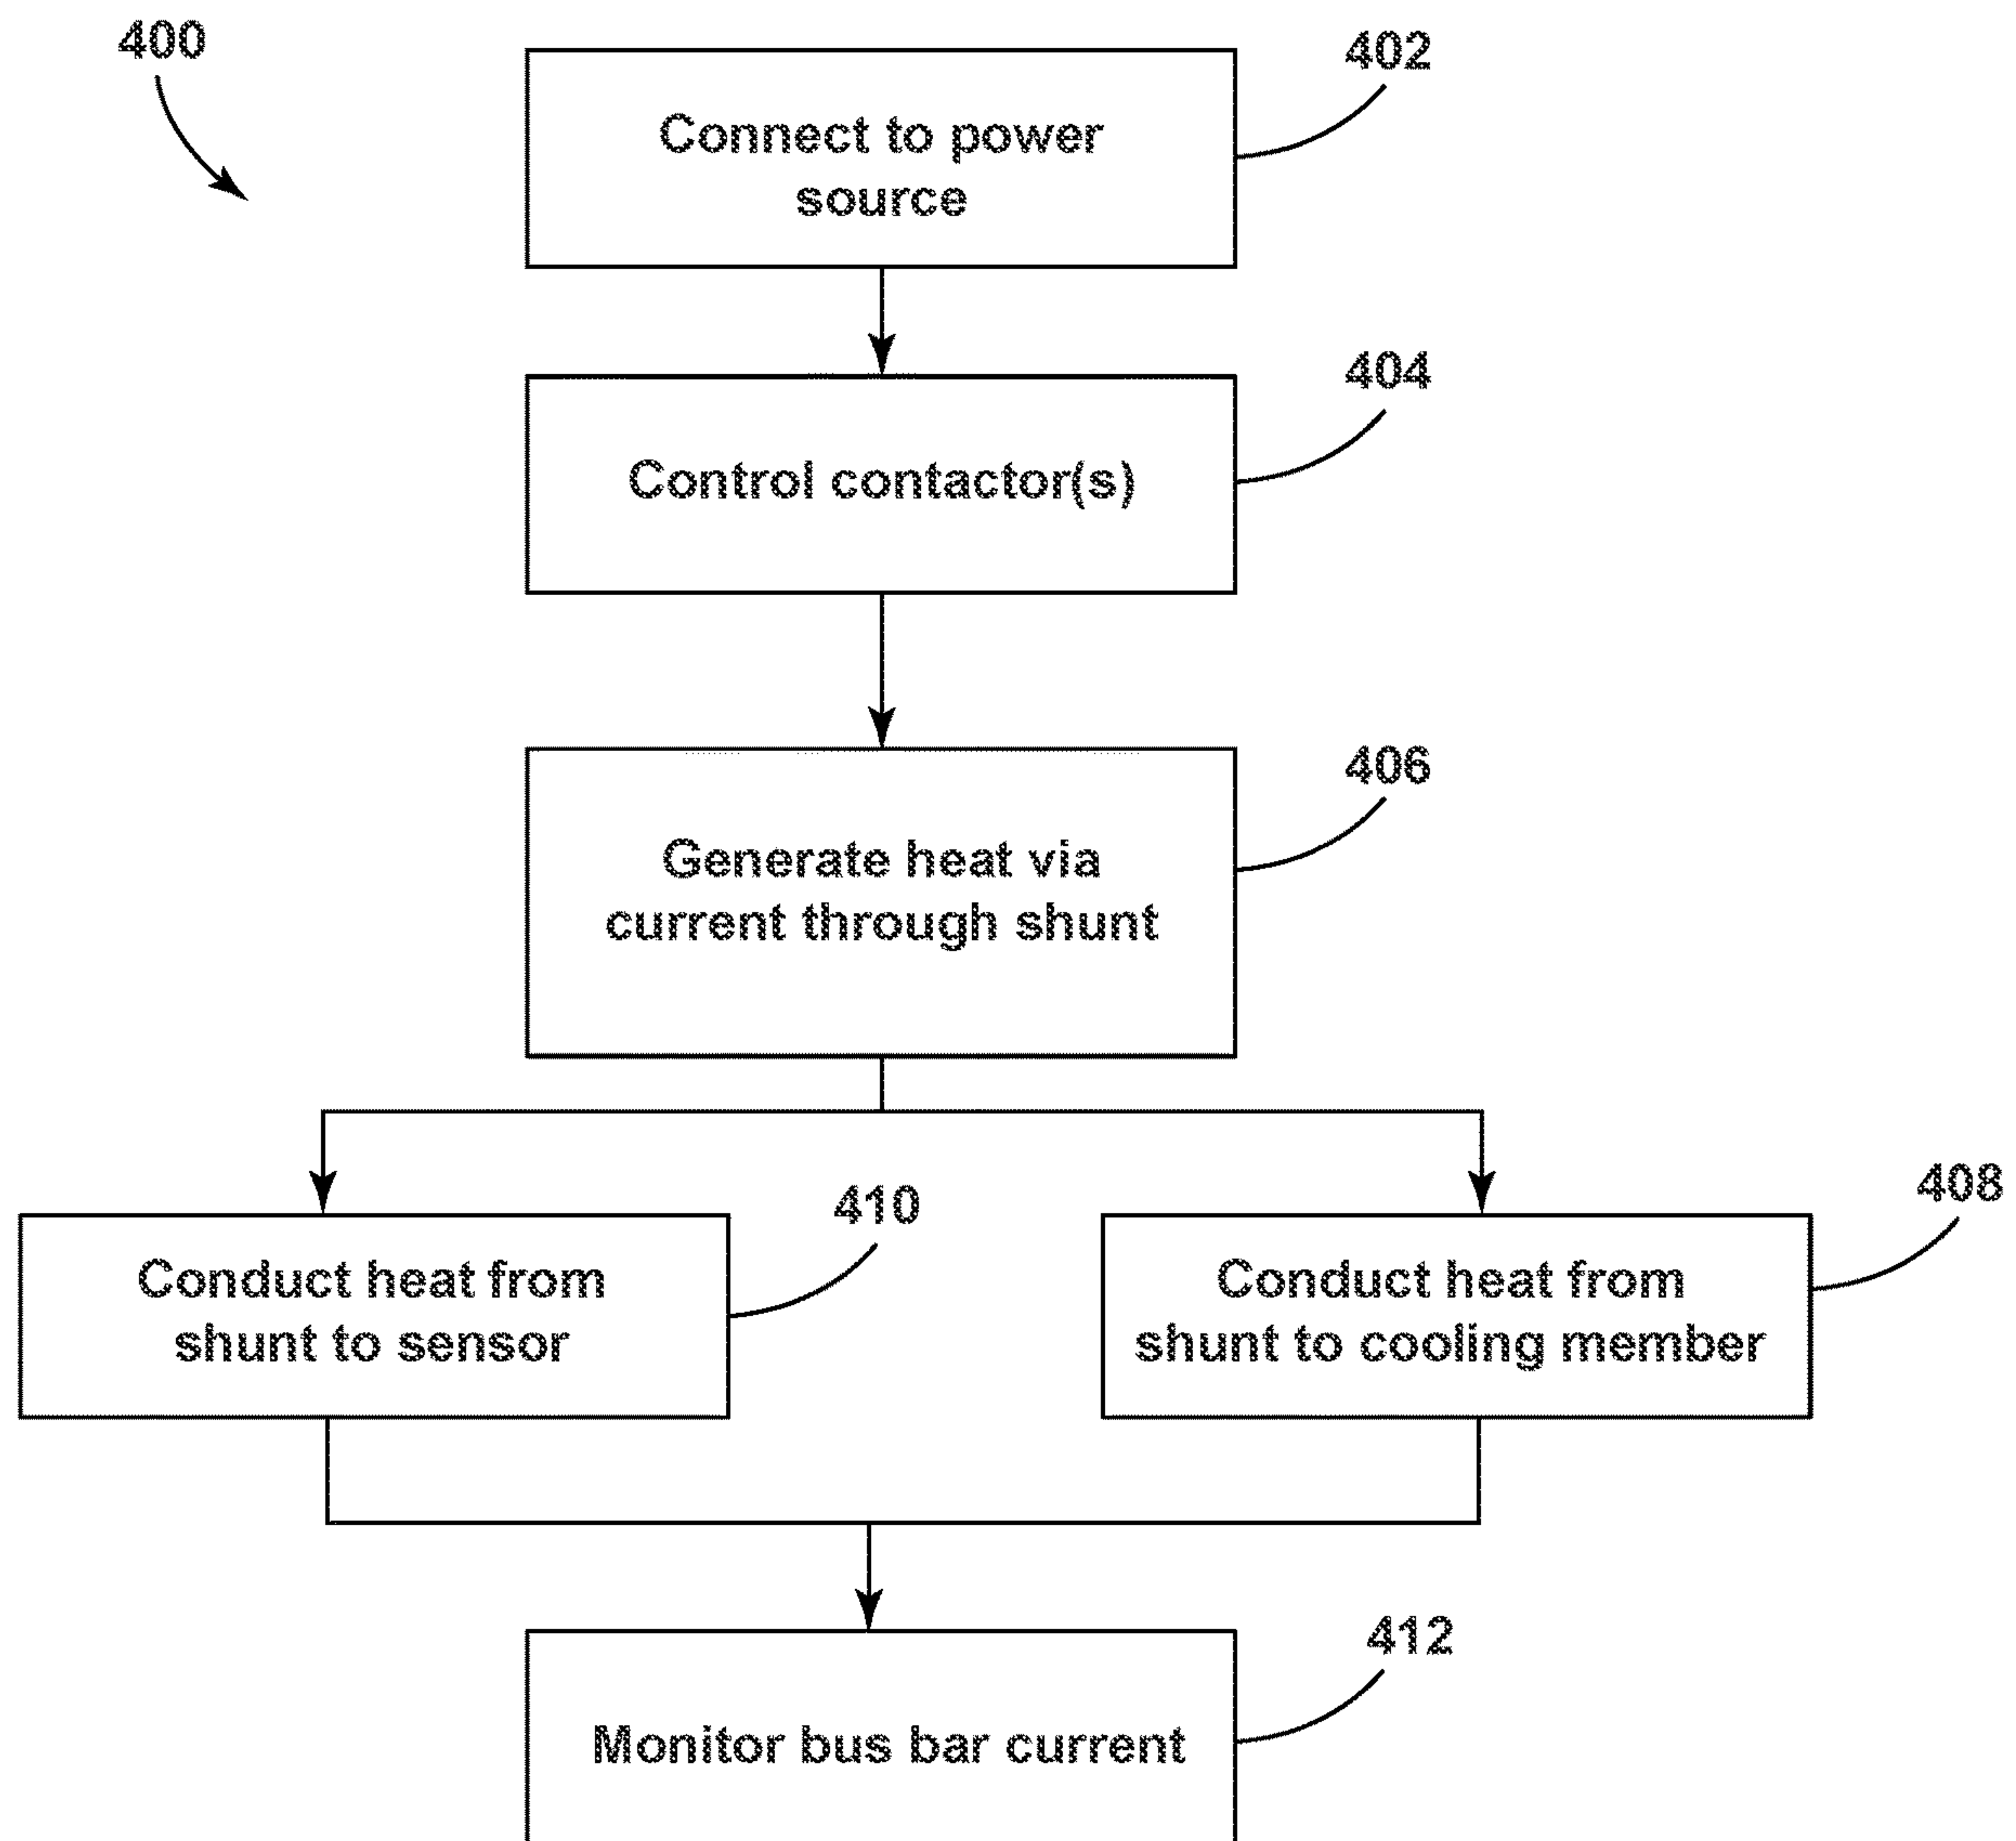 400
402
Connect to power
source
404
Control contactor(s)
406
Generate heat via
current through shunt
410
408
Conduct heat from
shunt to sensor
Conduct heat from
shunt to cooling member
412
Monitor bus bar current